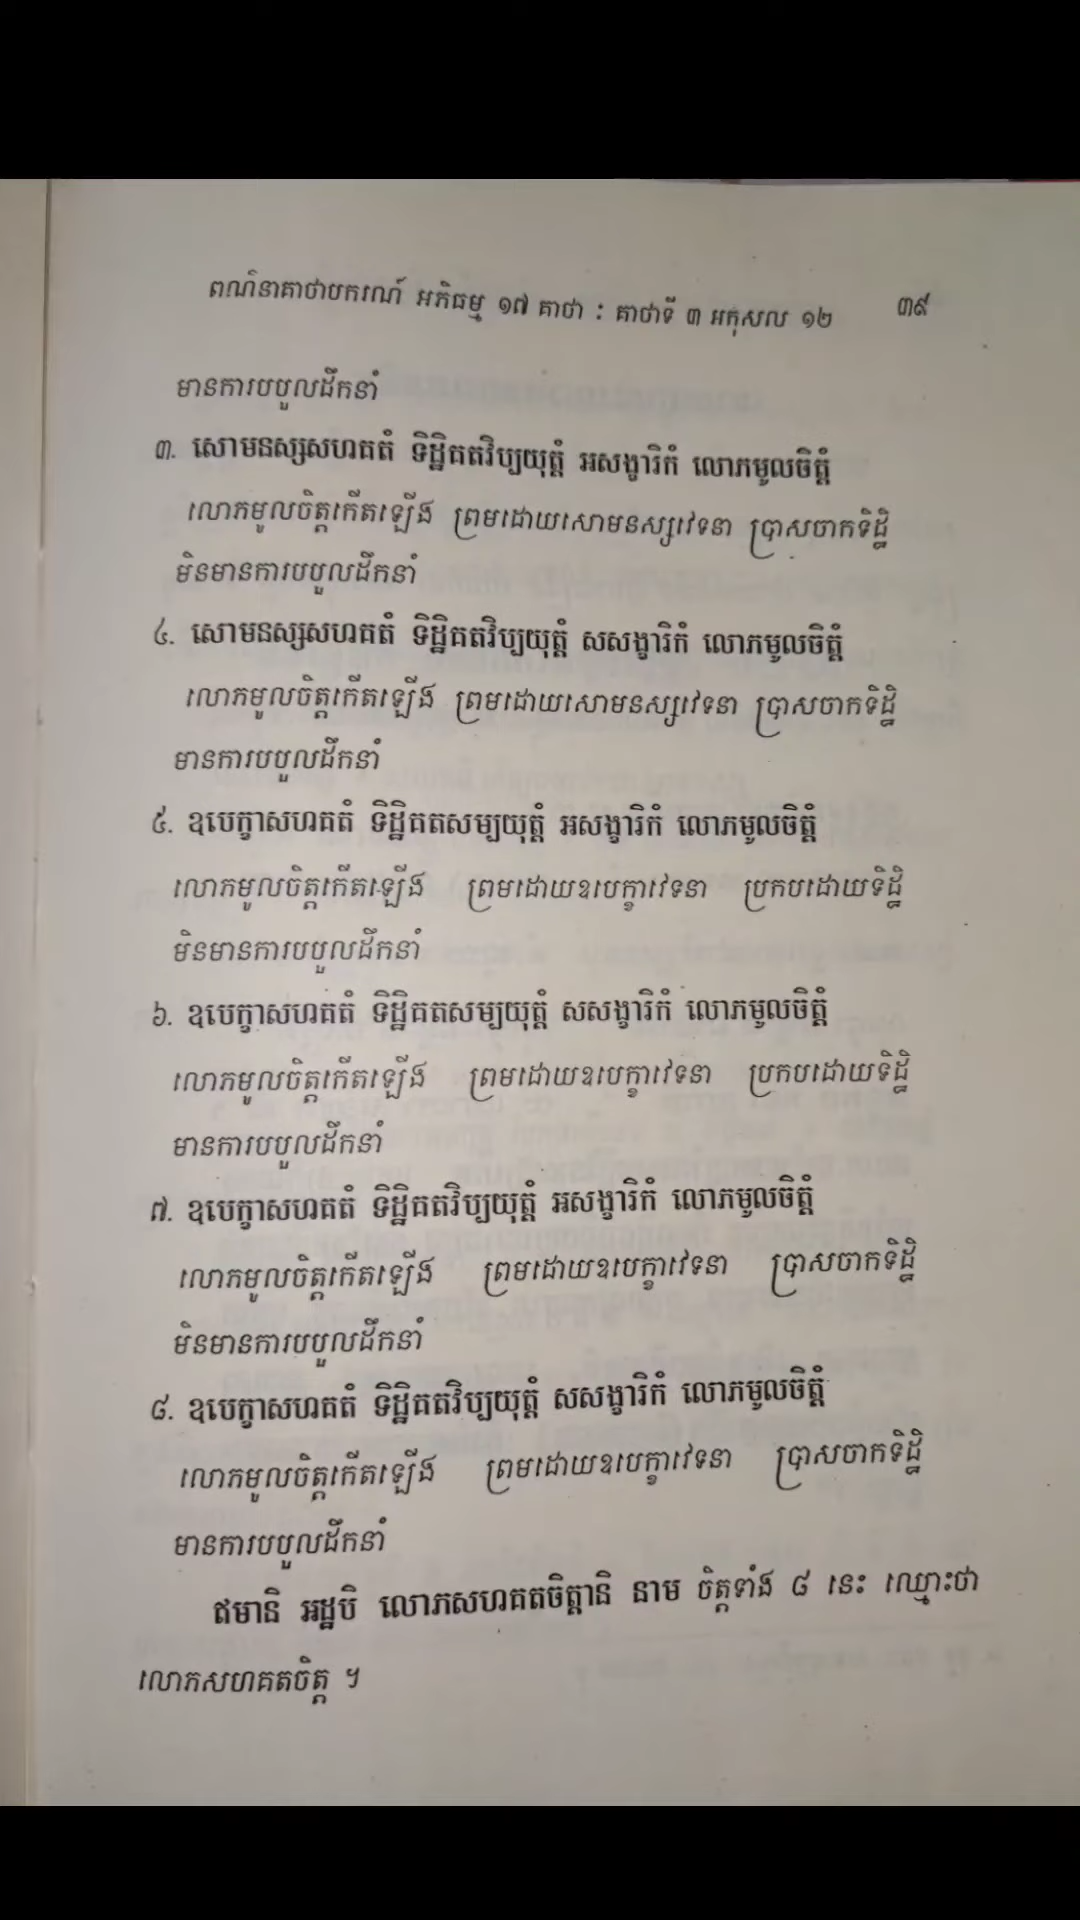 ពណ៌នាគាថាបករណ៍ អភិធម្ម ១៧ គាថា : គាថាទី ៣ អកុសល ១២ ៣៩
មានការបបួលដឹកនាំ
៣. សោមនស្សសហគតំ ទិដ្ឋិគតវិប្បយុត្តំ អសង្ខារិកំ លោភមូលចិត្តំ
លោភមូលចិត្តកើតឡើង ព្រមដោយសោមនស្សវេទនា ប្រាសចាកទិដ្ឋិ
មិនមានការបបួលដឹកនាំ
៤. សោមនស្សសហគតំ ទិដ្ឋិគតវិប្បយុត្តំ សសង្ខារិកំ លោភមូលចិត្តំ
លោភមូលចិត្តកើតឡើង ព្រមដោយសោមនស្សវេទនា ប្រាសចាកទិដ្ឋិ
មានការបបួលដឹកនាំ
៥. ឧបេក្ខាសហគតំ ទិដ្ឋិគតសម្បយុត្តំ អសង្ខារិកំ លោភមូលចិត្តំ
លោភមូលចិត្តកើតឡើង ព្រមដោយឧបេក្ខាវេទនា ប្រកបដោយទិដ្ឋិ
មិនមានការបបួលដឹកនាំ
៦. ឧបេក្ខាសហគតំ ទិដ្ឋិគតសម្បយុត្តំ សសង្ខារិកំ លោភមូលចិត្តំ
លោភមូលចិត្តកើតឡើង ព្រមដោយឧបេក្ខាវេទនា ប្រកបដោយទិដ្ឋិ
មានការបបួលដឹកនាំ
៧. ឧបេក្ខាសហគតំ ទិដ្ឋិគតវិប្បយុត្តំ អសង្ខារិកំ លោភមូលចិត្តំ
លោភមូលចិត្តកើតឡើង ព្រមដោយឧបេក្ខាវេទនា ប្រាសចាកទិដ្ឋិ
មិនមានការបបួលដឹកនាំ
៨. ឧបេក្ខាសហគតំ ទិដ្ឋិគតវិប្បយុត្តំ សសង្ខារិកំ លោភមូលចិត្តំ
លោភមូលចិត្តកើតឡើង ព្រមដោយឧបេក្ខាវេទនា ប្រាសចាកទិដ្ឋិ
មានការបបួលដឹកនាំ
ឥមានិ អដ្ឋបិ លោភសហគតចិត្តានិ នាម ចិត្តទាំង ៨ នេះ ឈ្មោះថា
លោភសហគតចិត្ត ។